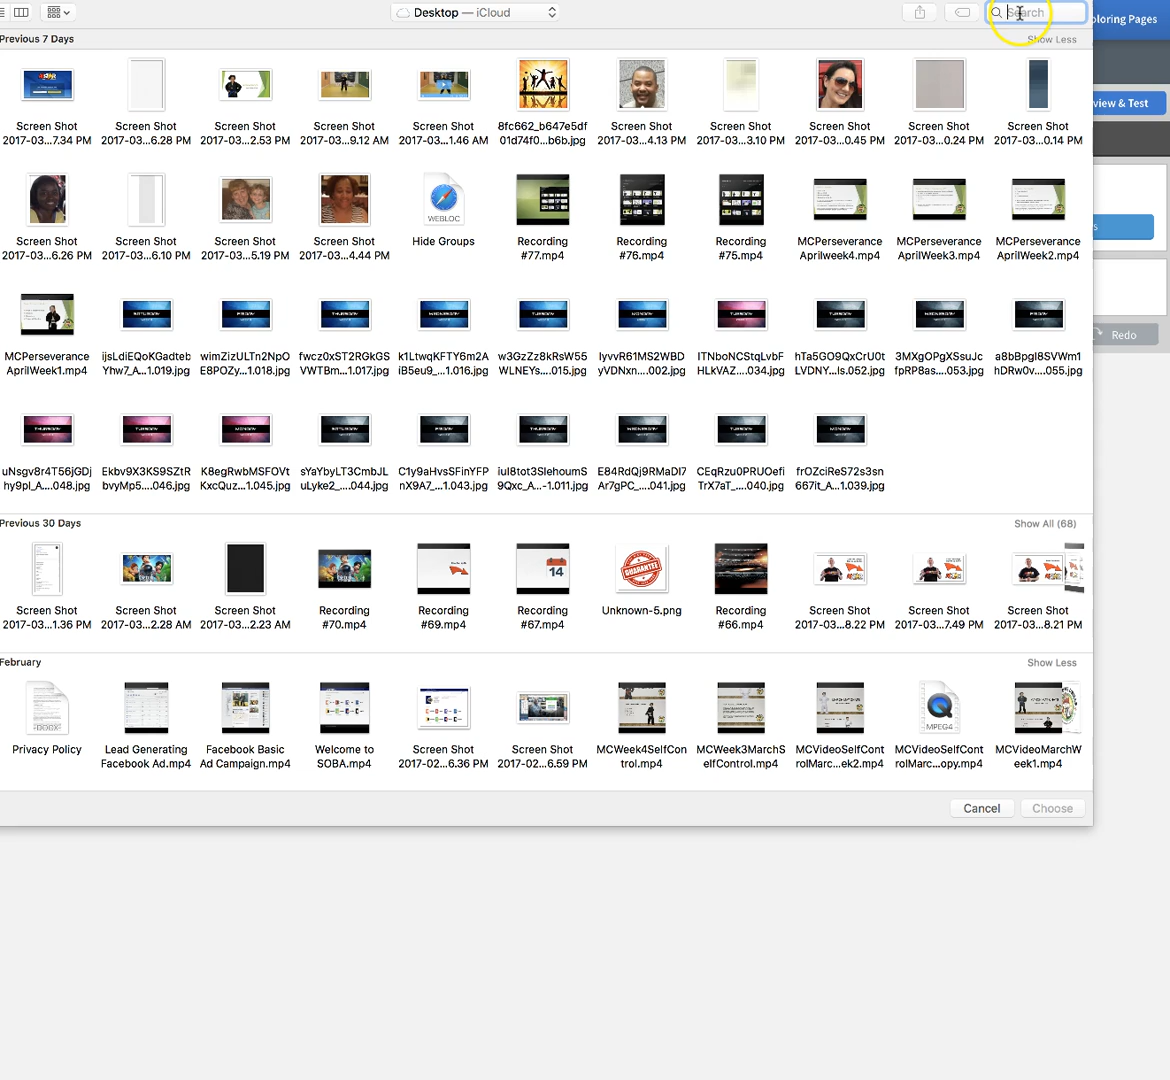 Desktop — iCloud
Search
oloring Pages
Previous 7 Days
Show Less
view & Test
Screen Shot
2017-03...7.34 PM
Screen Shot
2017-03...6.28 PM
Screen Shot
2017-03...2.53 PM
Screen Shot
2017-03...9.12 AM
Screen Shot
2017-03...1.46 AM
8fc662_b647e5df
01d74f0...b6b.jpg
Screen Shot
2017-03...4.13 PM
Screen Shot
2017-03...3.10 PM
Screen Shot
2017-03...0.45 PM
Screen Shot
2017-03...0.24 PM
Screen Shot
2017-03...0.14 PM
WEBLOC
s
Screen Shot
2017-03...6.26 PM
Screen Shot
2017-03...6.10 PM
Screen Shot
2017-03...5.19 PM
Screen Shot
2017-03...4.44 PM
Hide Groups
Recording
#77.mp4
Recording
#76.mp4
Recording
#75.mp4
MCPerseverance
Aprilweek4.mp4
MCPerseverance
AprilWeek3.mp4
MCPerseverance
AprilWeek2.mp4
Redo
MCPerseverance
AprilWeek1.mp4
ijsLdiEQoKGadteb
Yhw7_A...1.019.jpg
wimZizULTn2NpO
E8POZy...1.018.jpg
fwcz0xST2RGkGS
VWTBm...1.017.jpg
k1LtwqKFTY6m2A
iB5eu9_...1.016.jpg
w3GzZz8kRsW55
WLNEYs....015.jpg
IyvvR61MS2WBD
yVDNxn....002.jpg
ITNboNCStqLvbF
HLkVAZ....034.jpg
hTa5GO9QxCrU0t
LVDNY...ls.052.jpg
3MXgOPgXSsuJc
fpRP8as....053.jpg
a8bBpgI8SVWm1
hDRw0v....055.jpg
uNsgv8r4T56jGDj
hy9pl_A....048.jpg
Ekbv9X3KS9SZtR
bvyMp5....046.jpg
K8egRwbMSFOVt
KxcQuz...1.045.jpg
sYaYbyLT3CmbJL
uLyke2_....044.jpg
C1y9aHvsSFinYFP
nX9A7_...1.043.jpg
iuI8tot3SIehoumS
9Qxc_A...-1.011.jpg
E84RdQj9RMaDI7
Ar7gPC_....041.jpg
CEqRzu0PRUOefi
TrX7aT_....040.jpg
frOZciReS72s3sn
667it_A...1.039.jpg
Previous 30 Days
Show All (68)
14
GUARANTEE
Screen Shot
2017-03...1.36 PM
Screen Shot
2017-03...2.28 AM
Screen Shot
2017-03...2.23 AM
Recording
#70.mp4
Recording
#69.mp4
Recording
#67.mp4
Unknown-5.png
Recording
#66.mp4
Screen Shot
2017-03...8.22 PM
Screen Shot
2017-03...7.49 PM
Screen Shot
2017-03...8.21 PM
February
Show Less
DOCX
MPEG4
Privacy Policy
Lead Generating
Facebook Ad.mp4
Facebook Basic
Ad Campaign.mp4
Welcome to
SOBA.mp4
Screen Shot
2017-02...6.36 PM
Screen Shot
2017-02...6.59 PM
MCWeek4SelfCon
trol.mp4
MCWeek3MarchS
elfControl.mp4
MCVideoSelfCont
rolMarc...ek2.mp4
MCVideoSelfCont
rolMarc...opy.mp4
MCVideoMarchW
eek1.mp4
Cancel
Choose